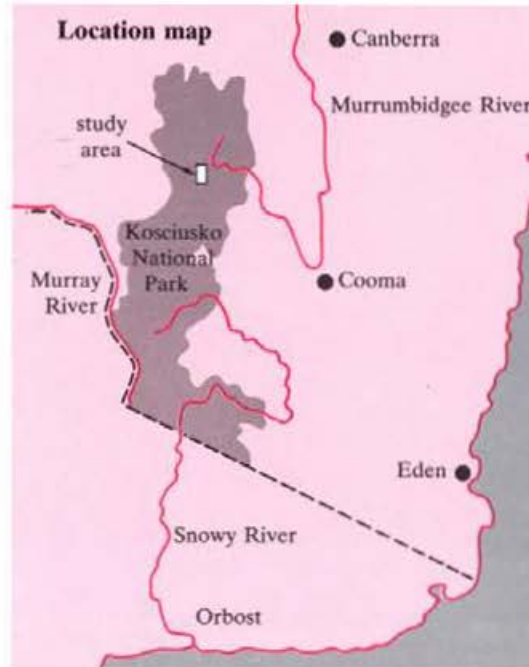 Location map
Canberra
Murrumbidgee River
study
area
Kosciusko
National
Park
Murray
River
Cooma
Eden
Snowy River
Orbost